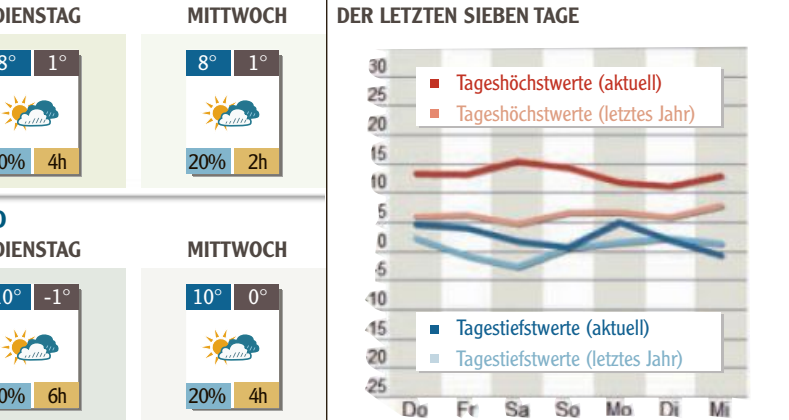 DIENSTAG
MITTWOCH
8° 1°
8° 1°
0% 4h
20% 2h
DIENSTAG
MITTWOCH
0° -1°
10° 0°
0% 6h
20% 4h
DER LETZTEN SIEBEN TAGE
30
25
20
15
10
5
0
-5
-10
-15
-20
-25
Tageshöchstwerte (aktuell)
Tageshöchstwerte (letztes Jahr)
Tagestiefstwerte (aktuell)
Tagestiefstwerte (letztes Jahr)
Do Fr Sa So Mo Di Mi